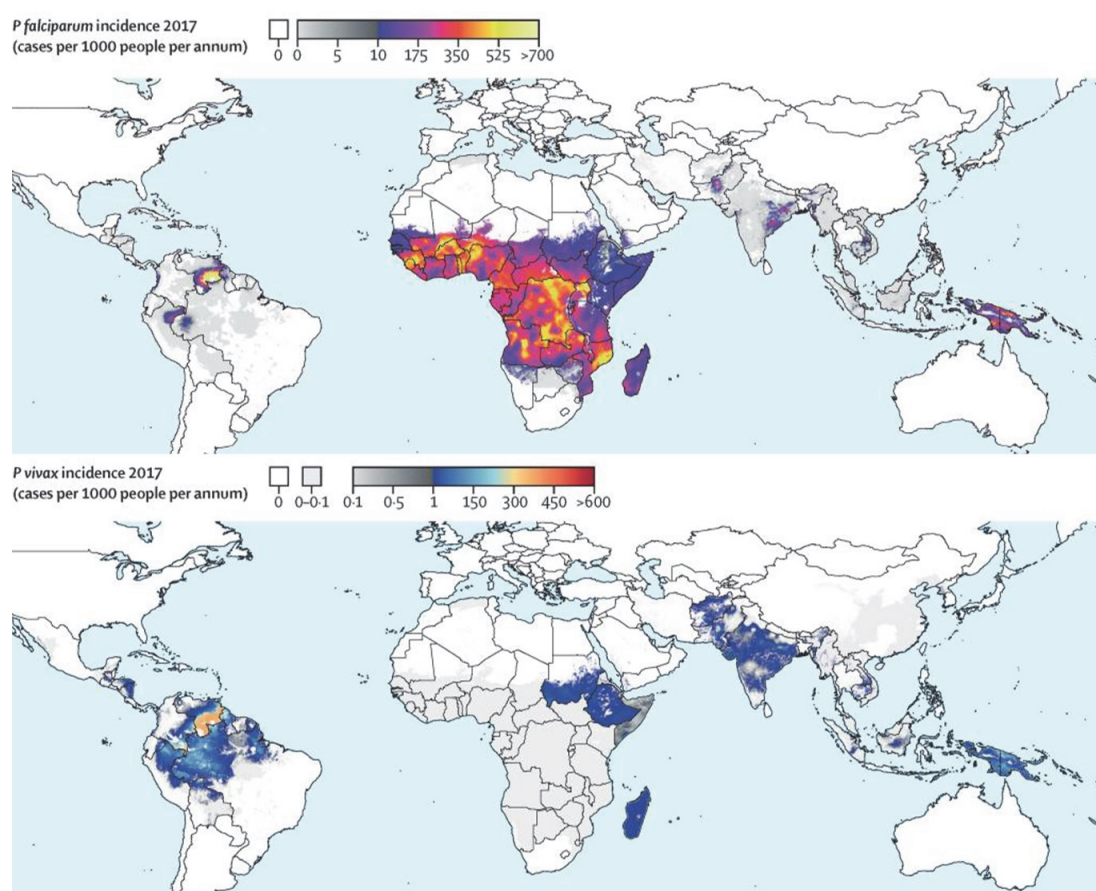 P falciparum incidence 2017
(cases per 1000 people per annum)
0 0 5 10 175 350 525 >700
P vivax incidence 2017
(cases per 1000 people per annum)
0 0–0·1 0·1 0·5 1 150 300 450 >600